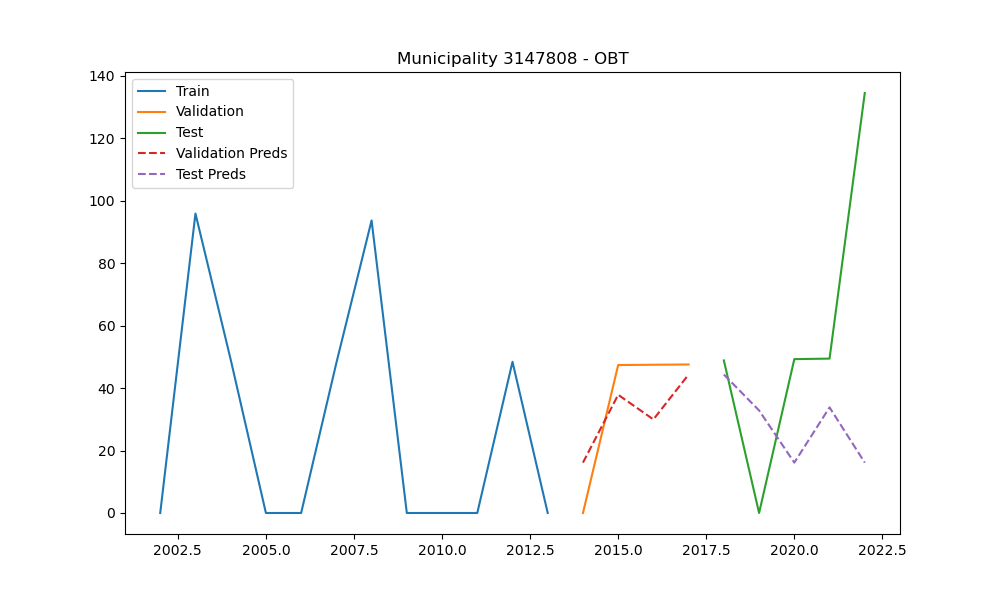 Municipality 3147808 - OBT
140
120
100
80
60
40
20
0
Train
Validation
Test
Validation Preds
Test Preds
2002.5 2005.0 2007.5 2010.0 2012.5 2015.0 2017.5 2020.0 2022.5